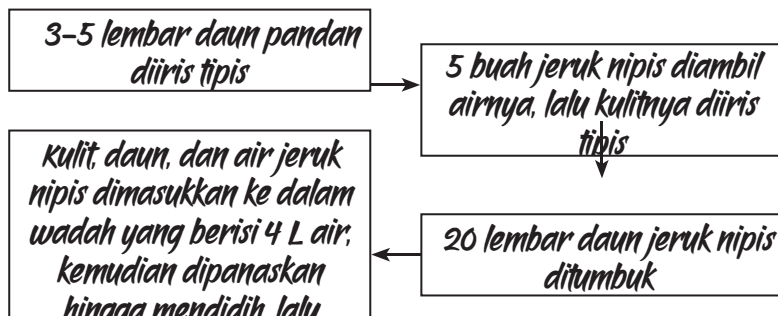 3–5 lembar daun pandan
diiris tipis
5 buah jeruk nipis diambil
airnya, lalu kulitnya diiris
tipis
20 lembar daun jeruk nipis
ditumbuk
Kulit, daun, dan air jeruk
nipis dimasukkan ke dalam
wadah yang berisi 4 L air,
kemudian dipanaskan
hingga mendidih, lalu